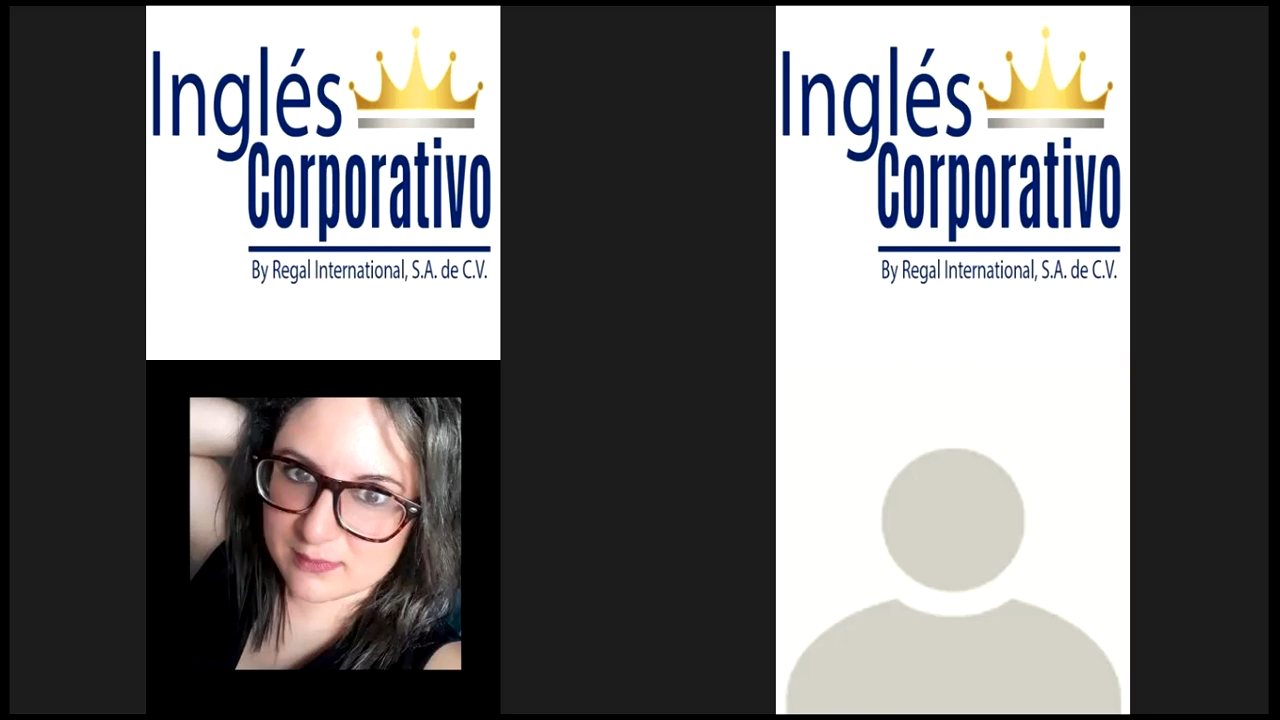 Inglés
Corporativo
By Regal International, S.A. de C.V.
Inglés
Corporativo
By Regal International, S.A. de C.V.